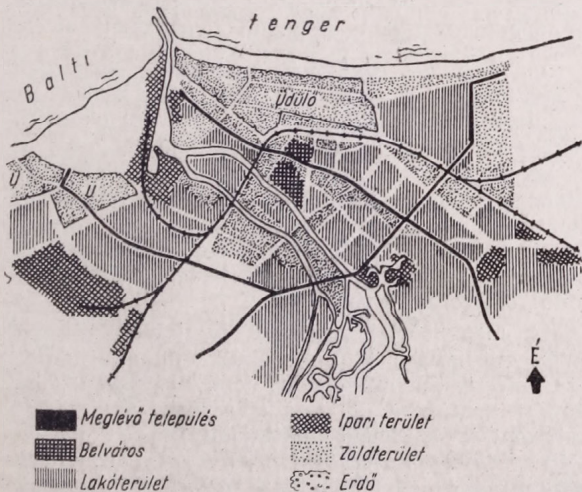 Balti tenger
Üdülő
Ü
Ü
É
Meglévő település
Belváros
Lakóterület
Ipari terület
Zöldterület
Erdő